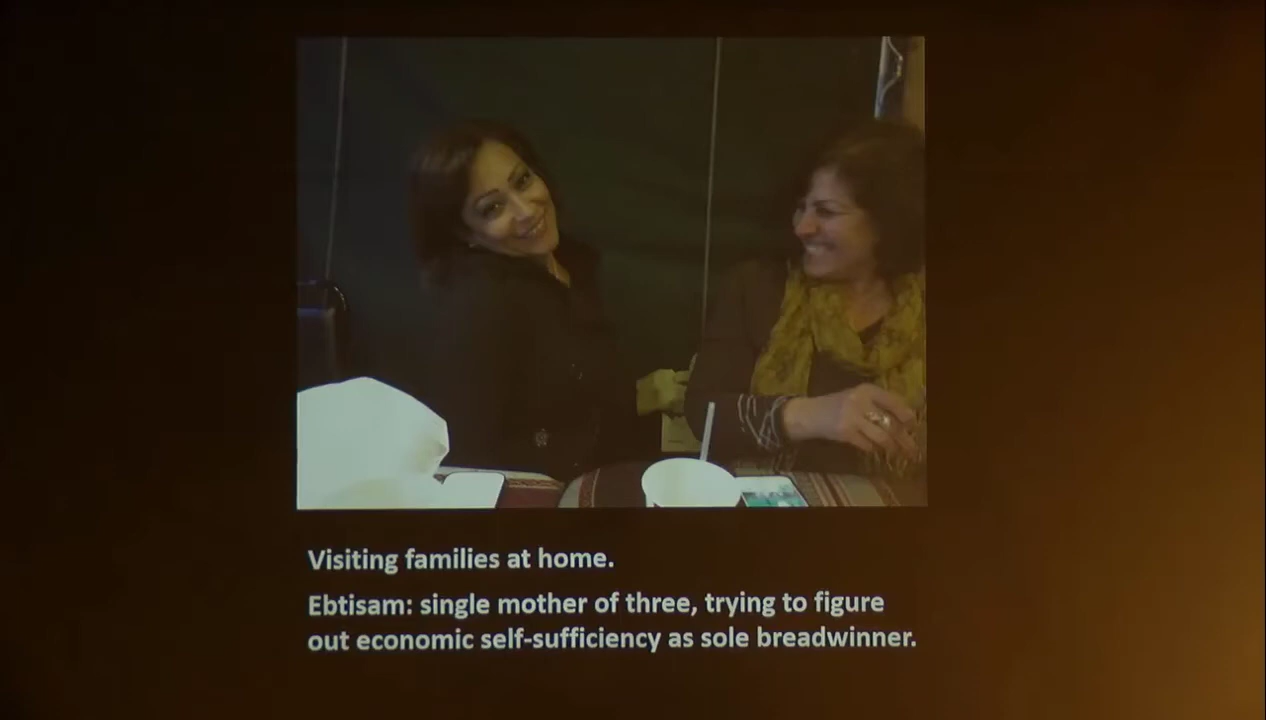 Visiting families at home.
Ebtisam: single mother of three, trying to figure
out economic self-sufficiency as sole breadwinner.